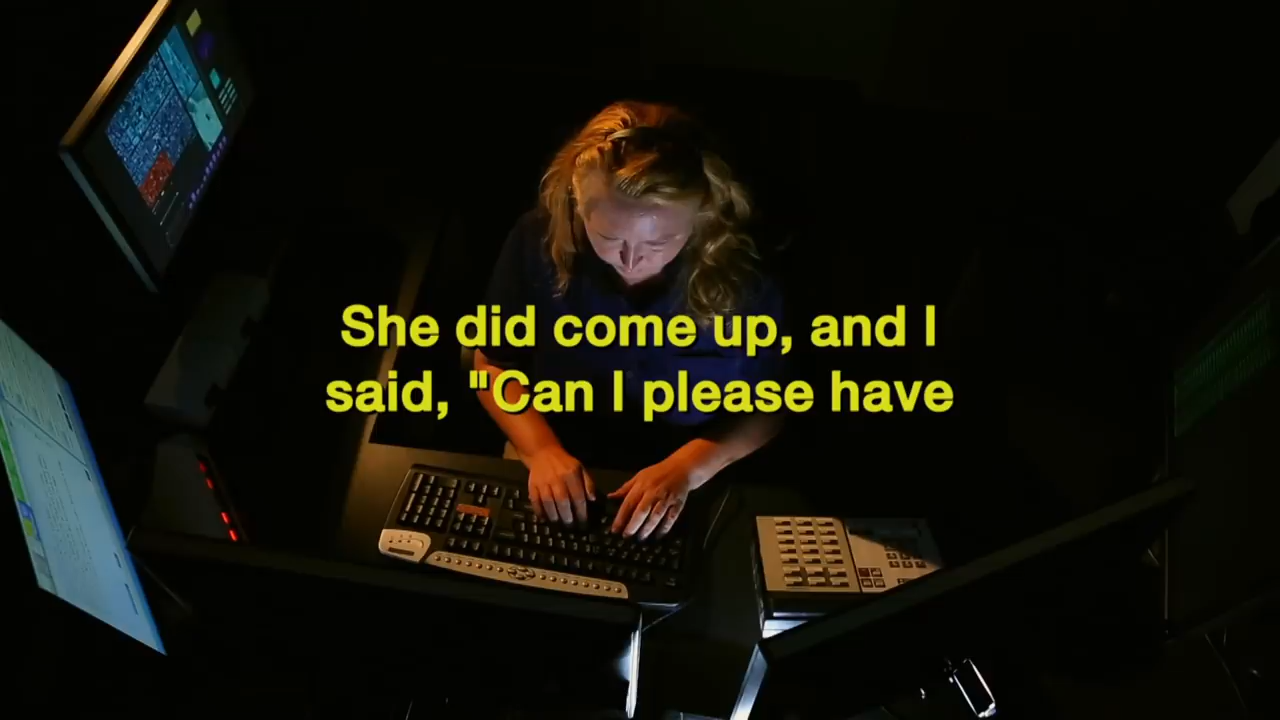 She did come up, and I
said, "Can I please have